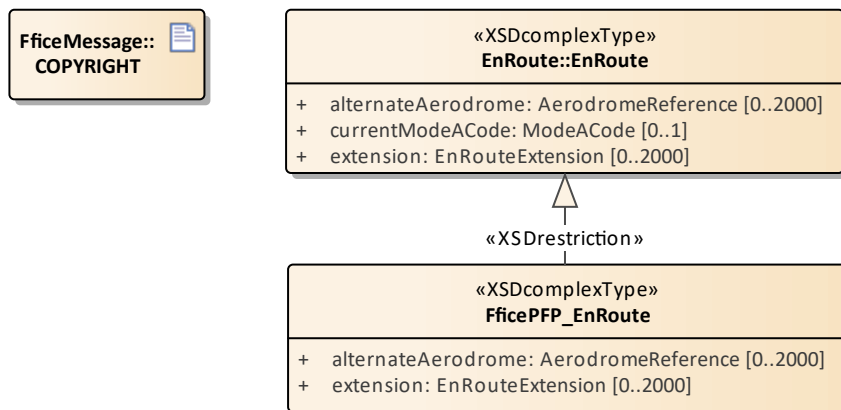 FficeMessage::
COPYRIGHT
«XSDcomplexType»
EnRoute::EnRoute
+ alternateAerodrome: AerodromeReference [0..2000]
+ currentModeACode: ModeACode [0..1]
+ extension: EnRouteExtension [0..2000]
«XSDrestriction»
«XSDcomplexType»
FficePFP_EnRoute
+ alternateAerodrome: AerodromeReference [0..2000]
+ extension: EnRouteExtension [0..2000]